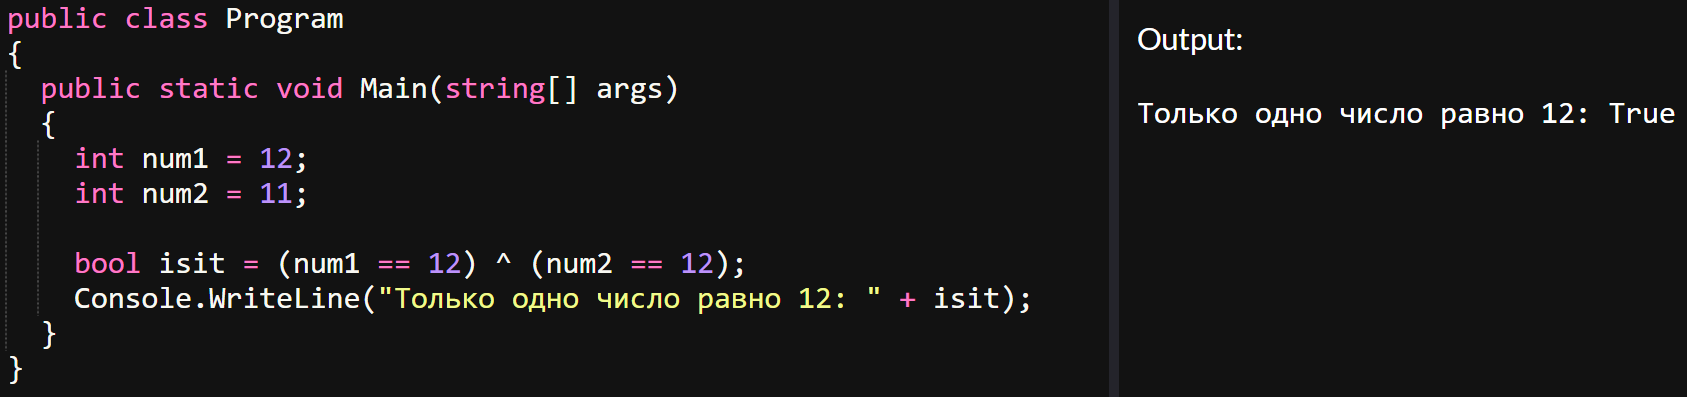 public class Program
{
public static void Main(string[] args)
{
int num1 = 12;
int num2 = 11;
bool isit = (num1 == 12) ^ (num2 == 12);
Console.WriteLine("Только одно число равно 12: " + isit);
}
}
Output:
Только одно число равно 12: True